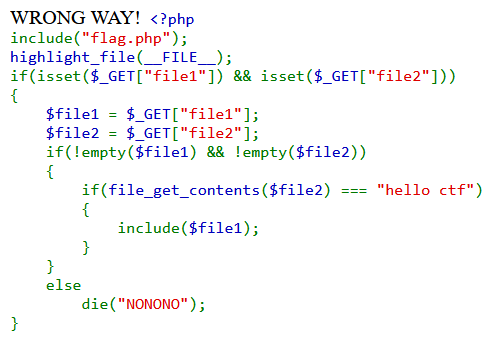 WRONG WAY! <?php
include("flag.php");
highlight_file(__FILE__);
if(isset($_GET["file1"]) && isset($_GET["file2"]))
{
    $file1 = $_GET["file1"];
    $file2 = $_GET["file2"];
    if(!empty($file1) && !empty($file2))
    {
        if(file_get_contents($file2) === "hello ctf")
        {
            include($file1);
        }
    }
    else
        die("NONONO");
}